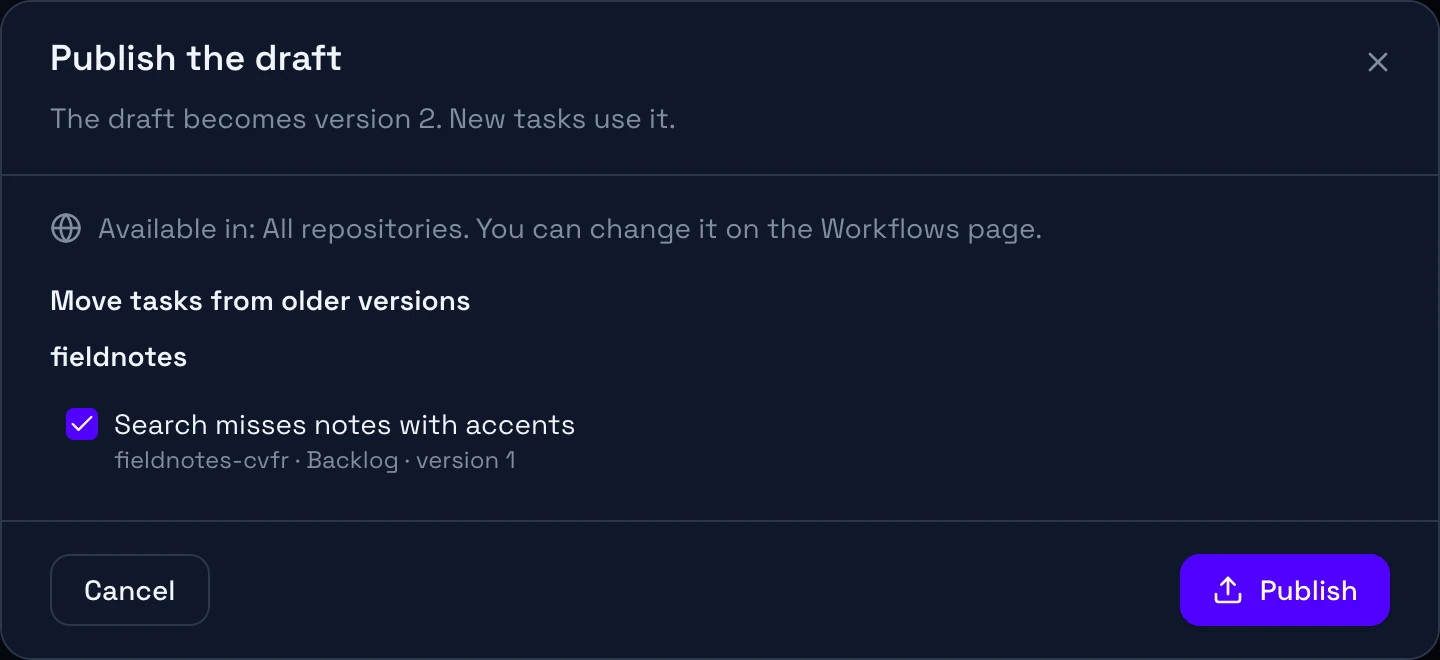 Publish the draft
The draft becomes version 2. New tasks use it.
Available in: All repositories. You can change it on the Workflows page.
Move tasks from older versions
fieldnotes
Search misses notes with accents
fieldnotes-cvfr · Backlog · version 1
Cancel
Publish